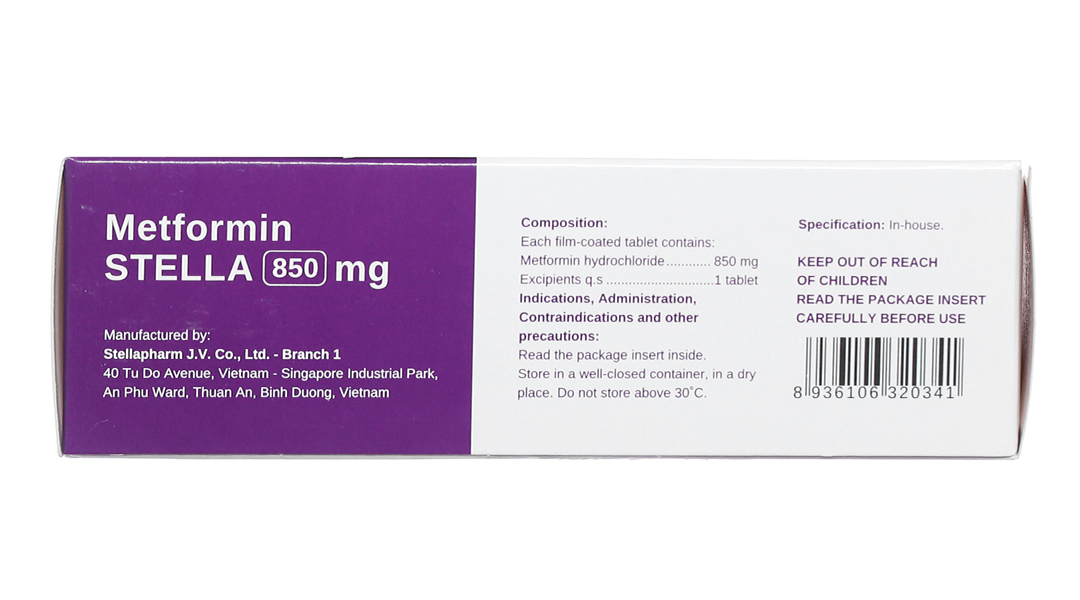 Metformin
STELLA 850 mg
Manufactured by:
Stellapharm J.V. Co., Ltd. - Branch 1
40 Tu Do Avenue, Vietnam - Singapore Industrial Park,
An Phu Ward, Thuan An, Binh Duong, Vietnam
Composition:
Each film-coated tablet contains:
Metformin hydrochloride............ 850 mg
Excipients q.s ............................1 tablet
Indications, Administration,
Contraindications and other
precautions:
Read the package insert inside.
Store in a well-closed container, in a dry
place. Do not store above 30˚C.
Specification: In-house.
KEEP OUT OF REACH
OF CHILDREN
READ THE PACKAGE INSERT
CAREFULLY BEFORE USE
8 936106 320341